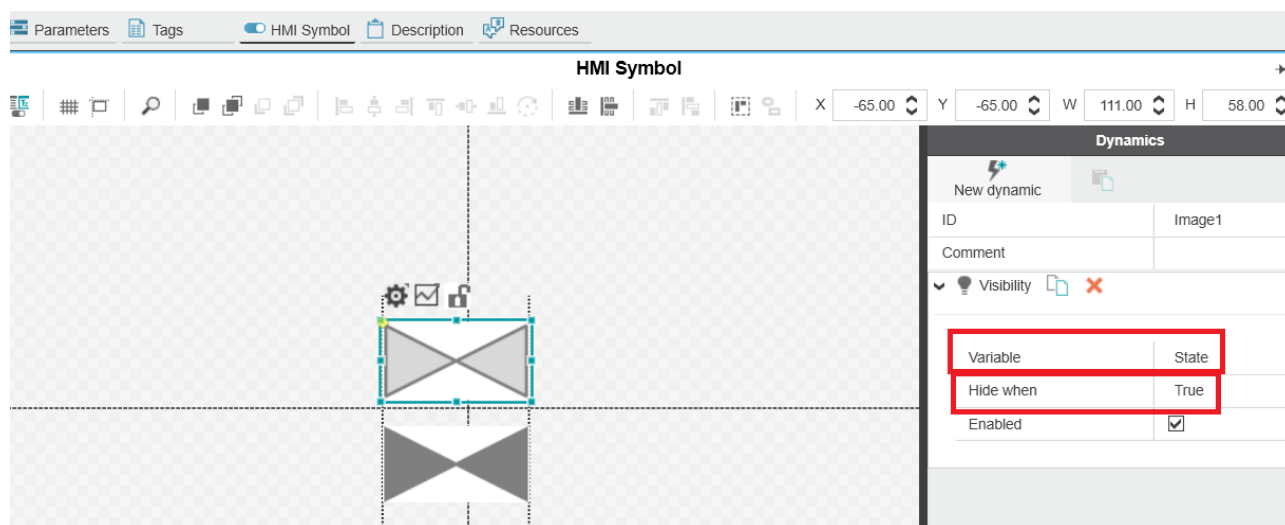 Parameters Tags HMI Symbol Description Resources
HMI Symbol
X -65.00 Y -65.00 W 111.00 H 58.00
Dynamics
New dynamic
ID Image1
Comment
Visibility
Variable State
Hide when True
Enabled